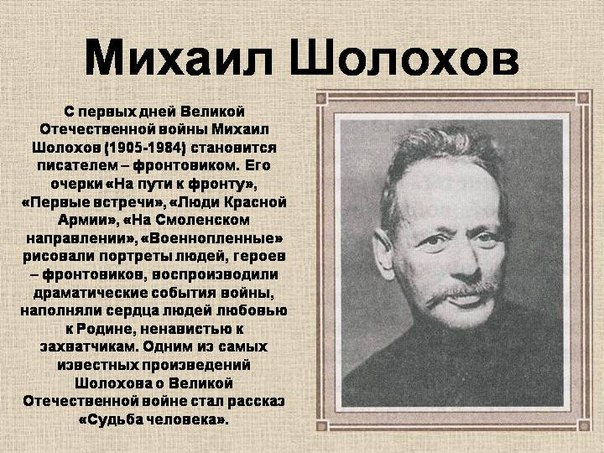 Михаил Шолохов
С первых дней Великой
Отечественной войны Михаил
Шолохов (1905-1984) становится
писателем – фронтовиком. Его
очерки «На пути к фронту»,
«Первые встречи», «Люди Красной
Армии», «На Смоленском
направлении», «Военнопленные»
рисовали портреты людей, героев
– фронтовиков, воспроизводили
драматические события войны,
наполняли сердца людей любовью
к Родине, ненавистью к
захватчикам. Одним из самых
известных произведений
Шолохова о Великой
Отечественной войне стал рассказ
«Судьба человека».